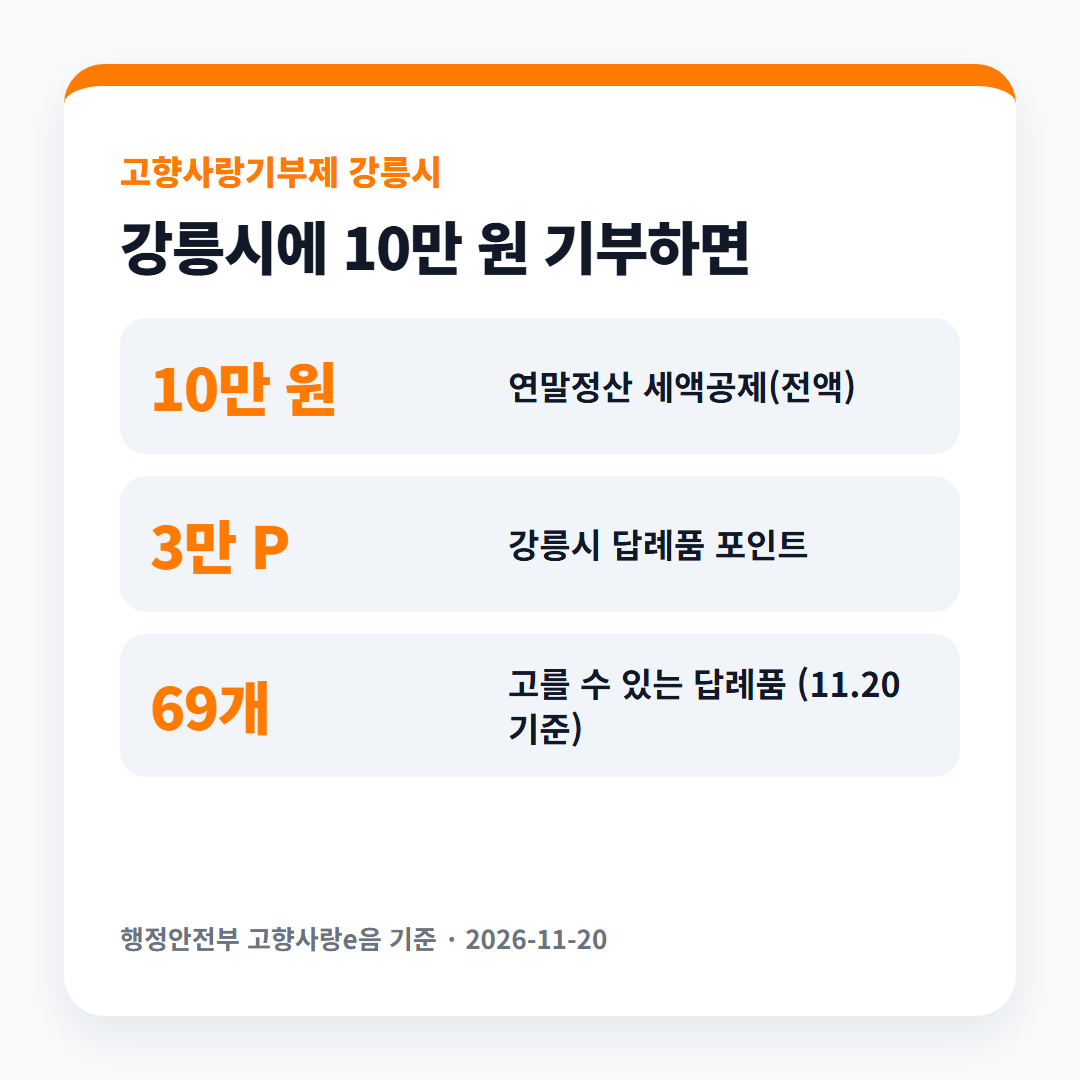 고향사랑기부제 강릉시
강릉시에 10만 원 기부하면
10만 원
연말정산 세액공제(전액)
3만 P
강릉시 답례품 포인트
69개
고를 수 있는 답례품 (11.20
기준)
행정안전부 고향사랑e음 기준 · 2026-11-20